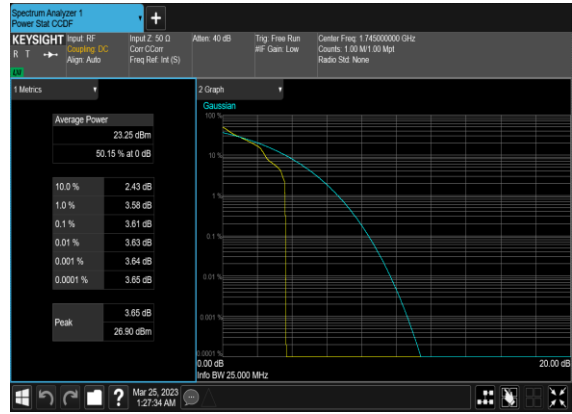 Spectrum Analyzer 1
Power Stat CCDF
+
KEYSIGHT Input: RF Input Z: 50 Ω Atten: 40 dB Trig: Free Run Center Freq: 1.745000000 GHz
R T Coupling: DC Corr CCorr #IF Gain: Low Counts: 1.00 M/1.00 Mpt
Align: Auto Freq Ref: Int (S) Radio Std: None
1 Metrics
2 Graph
Gaussian
Average Power
23.25 dBm
50.15 % at 0 dB
10.0 % 2.43 dB
1.0 % 3.58 dB
0.1 % 3.61 dB
0.01 % 3.63 dB
0.001 % 3.64 dB
0.0001 % 3.65 dB
Peak 3.65 dB
26.90 dBm
100 %
10 %
1 %
0.1 %
0.01 %
0.001 %
0.0001 %
0.00 dB 20.00 dB
Info BW 25.000 MHz
? Mar 25, 2023
1:27:34 AM